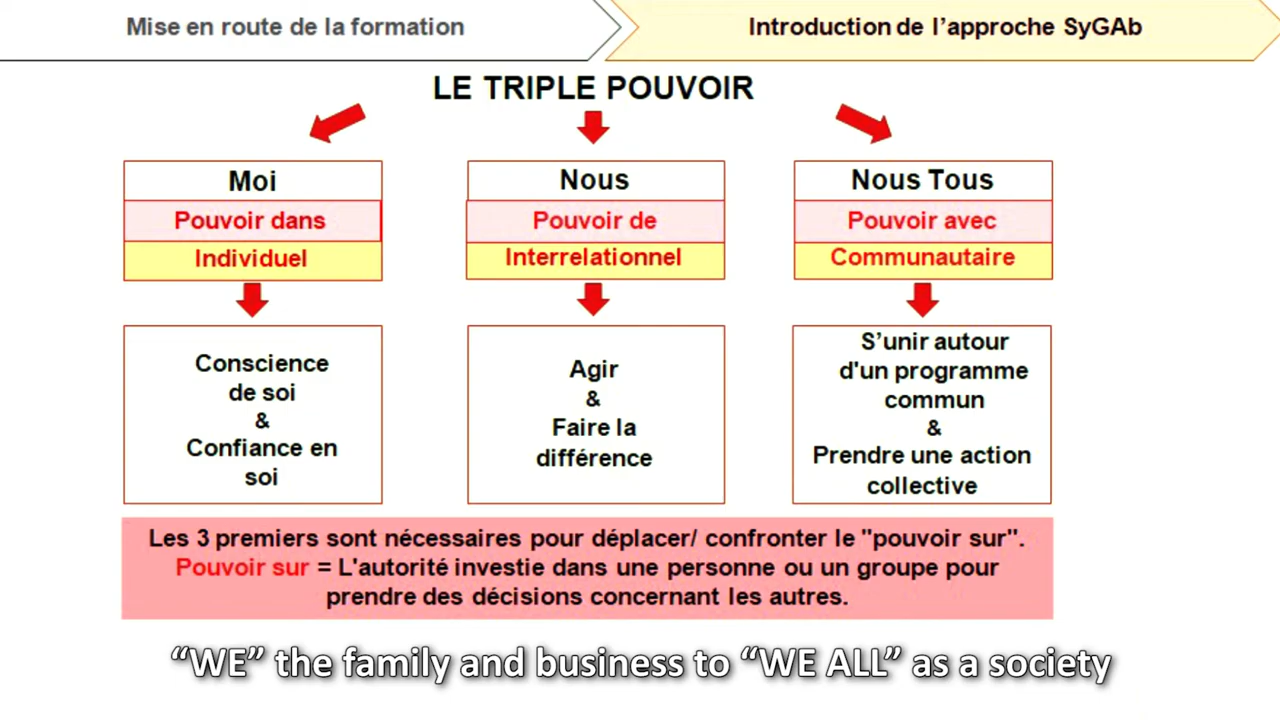 Mise en route de la formation
Introduction de l’approche SyGAb
LE TRIPLE POUVOIR
Moi
Pouvoir dans
Individuel
Conscience
de soi
&
Confiance en
soi
Nous
Pouvoir de
Interrelationnel
Agir
&
Faire la
différence
Nous Tous
Pouvoir avec
Communautaire
S’unir autour
d'un programme
commun
&
Prendre une action
collective
Les 3 premiers sont nécessaires pour déplacer/ confronter le "pouvoir sur".
Pouvoir sur = L'autorité investie dans une personne ou un groupe pour
prendre des décisions concernant les autres.
“WE” the family and business to “WE ALL” as a society